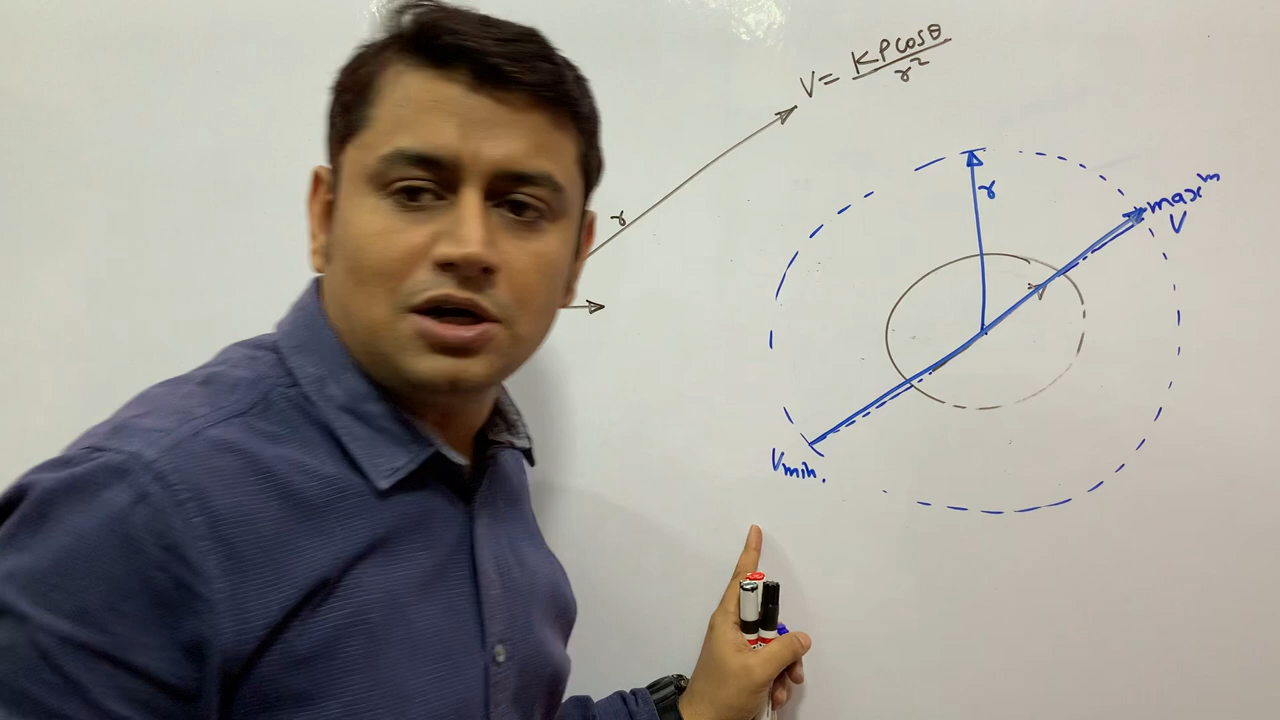 V = KPcosθ / r²
r
r
maxᵐ
V
Vmin.